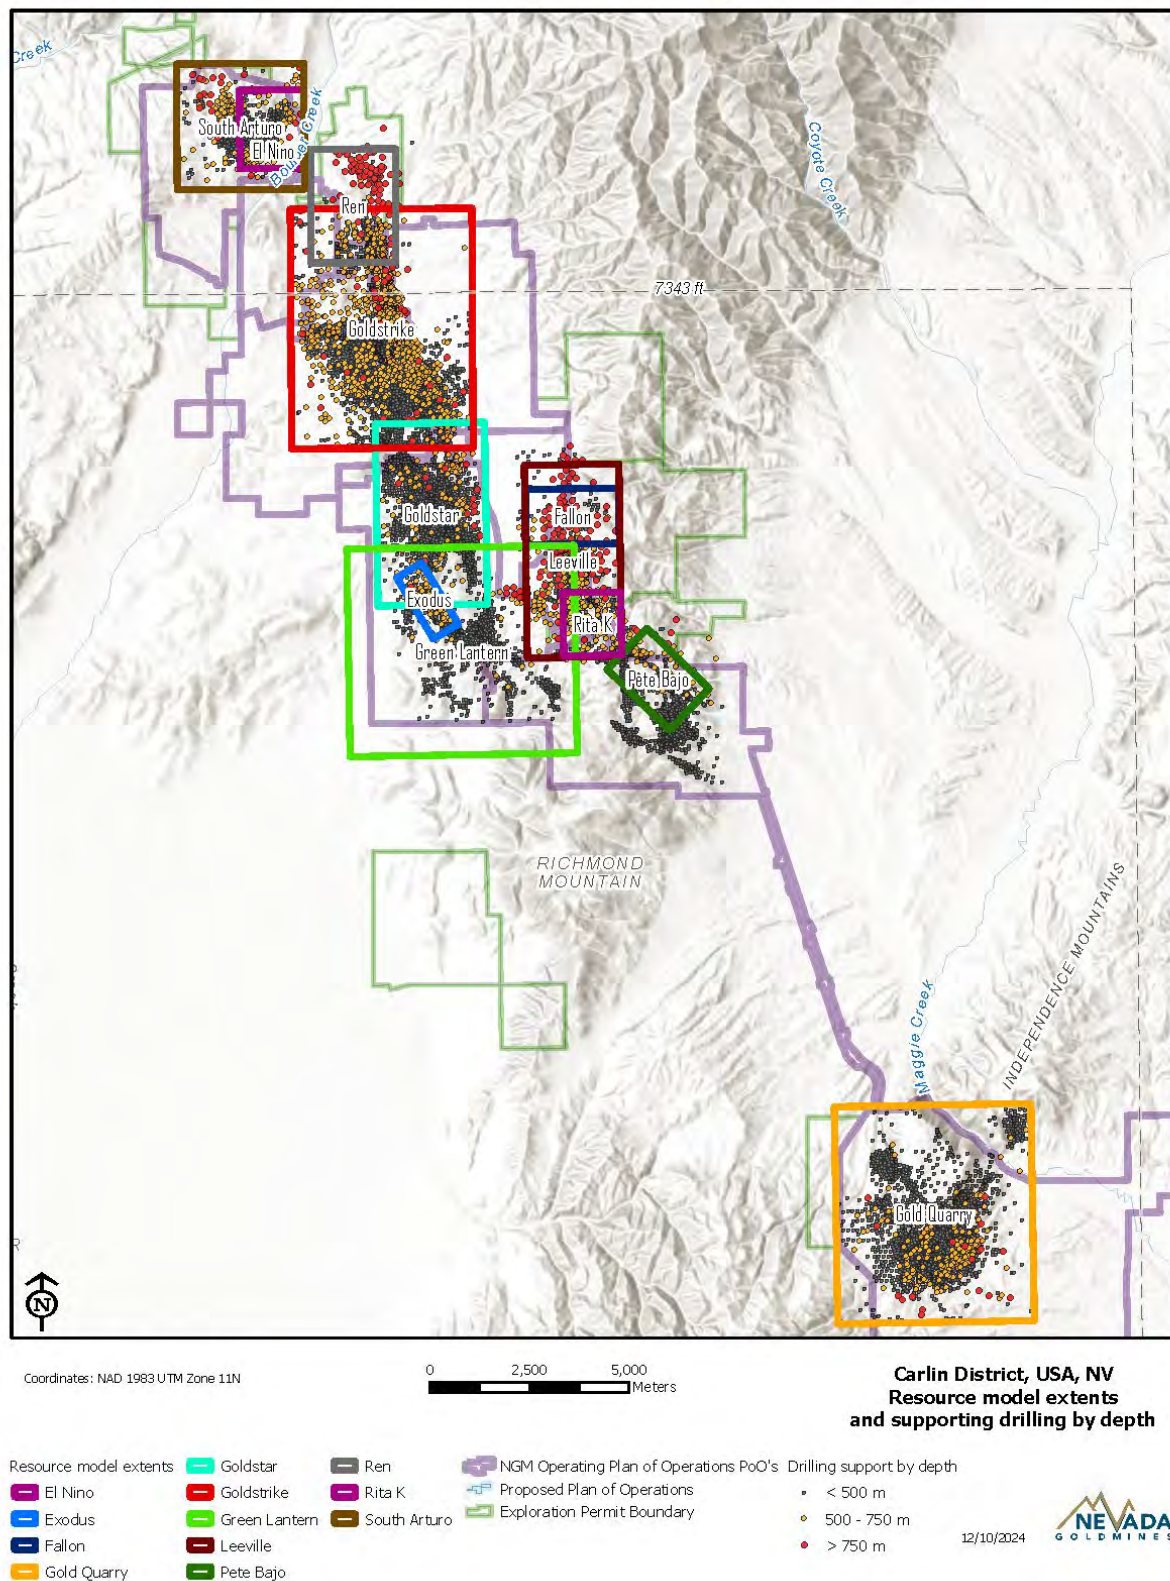 Creek
South Arturo
El Nino
Boulder Creek
Coyote Creek
Ren
7343 ft
Goldstrike
Goldstar
Fallon
Leeville
Exodus
Rita K
Green Lantern
Pete Bajo
RICHMOND
MOUNTAIN
Maggie Creek
INDEPENDENCE MOUNTAINS
Gold Quarry
N
Coordinates: NAD 1983 UTM Zone 11N
0 2,500 5,000
Meters
Carlin District, USA, NV
Resource model extents
and supporting drilling by depth
Resource model extents
El Nino
Exodus
Fallon
Gold Quarry
Goldstar
Goldstrike
Green Lantern
Leeville
Pete Bajo
Ren
Rita K
South Arturo
NGM Operating Plan of Operations PoO's
Proposed Plan of Operations
Exploration Permit Boundary
Drilling support by depth
< 500 m
500 - 750 m
> 750 m
12/10/2024
NEVADA
GOLDMINES